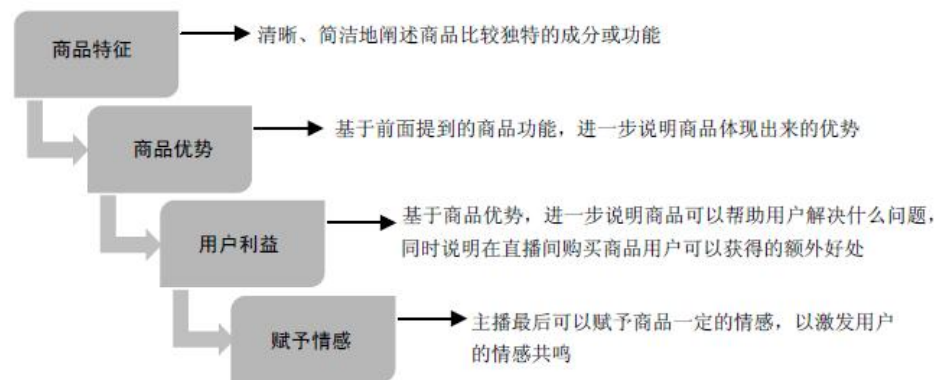 商品特征
清晰、简洁地阐述商品比较独特的成分或功能
商品优势
基于前面提到的商品功能，进一步说明商品体现出来的优势
用户利益
基于商品优势，进一步说明商品可以帮助用户解决什么问题，
同时说明在直播间购买商品用户可以获得的额外好处
赋予情感
主播最后可以赋予商品一定的情感，以激发用户
的情感共鸣